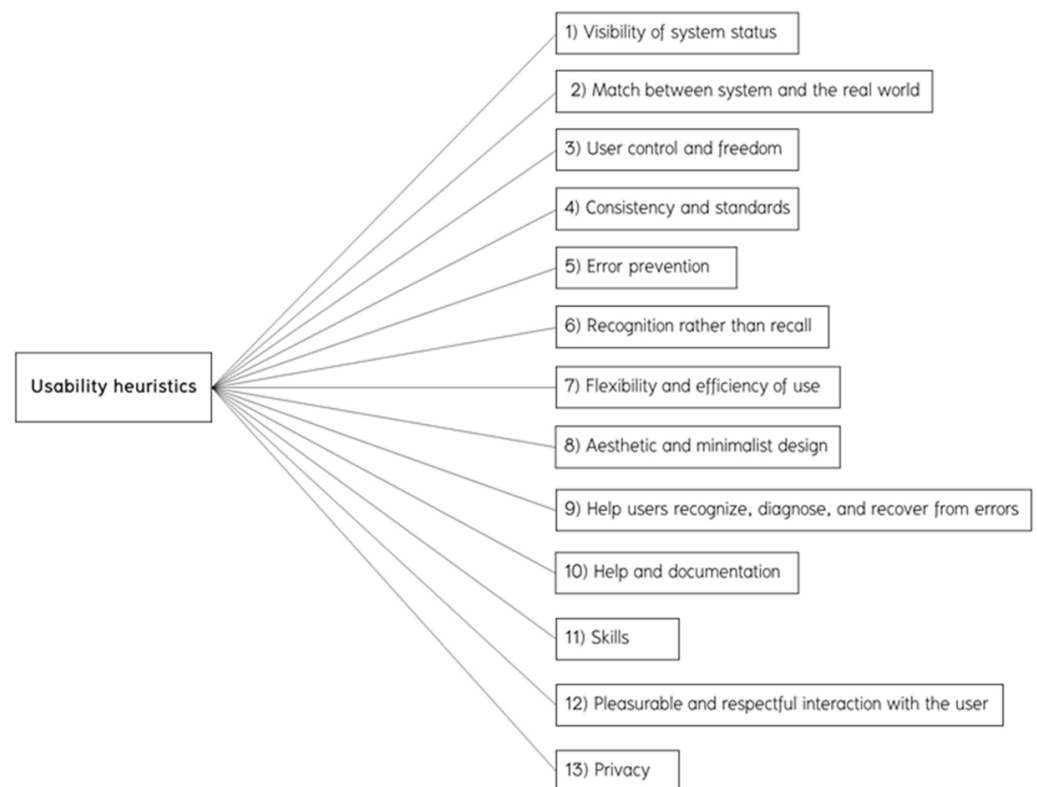 Usability heuristics
1) Visibility of system status
2) Match between system and the real world
3) User control and freedom
4) Consistency and standards
5) Error prevention
6) Recognition rather than recall
7) Flexibility and efficiency of use
8) Aesthetic and minimalist design
9) Help users recognize, diagnose, and recover from errors
10) Help and documentation
11) Skills
12) Pleasurable and respectful interaction with the user
13) Privacy